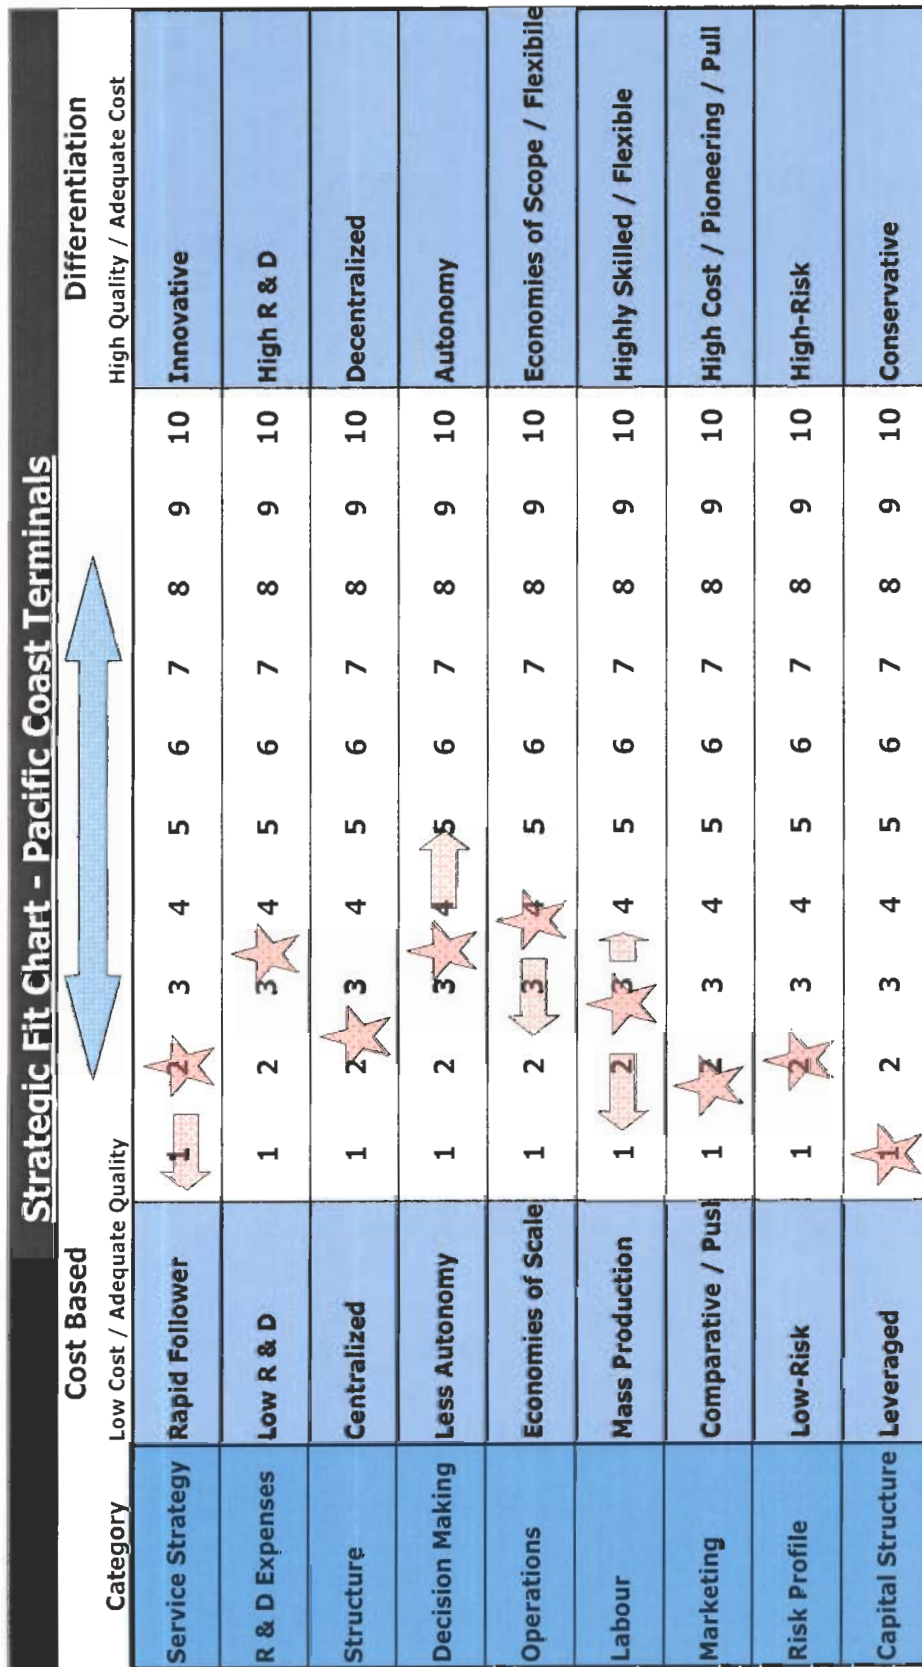 Strategic Fit Chart - Pacific Coast Terminals
Cost Based Differentiation
Category Low Cost / Adequate Quality High Quality / Adequate Cost
Service Strategy Rapid Follower 1 2 3 4 5 6 7 8 9 10 Innovative
R & D Expenses Low R & D 1 2 3 4 5 6 7 8 9 10 High R & D
Structure Centralized 1 2 3 4 5 6 7 8 9 10 Decentralized
Decision Making Less Autonomy 1 2 3 4 5 6 7 8 9 10 Autonomy
Operations Economies of Scale 1 2 3 4 5 6 7 8 9 10 Economies of Scope / Flexibile
Labour Mass Production 1 2 3 4 5 6 7 8 9 10 Highly Skilled / Flexible
Marketing Comparative / Push 1 2 3 4 5 6 7 8 9 10 High Cost / Pioneering / Pull
Risk Profile Low-Risk 1 2 3 4 5 6 7 8 9 10 High-Risk
Capital Structure Leveraged 1 2 3 4 5 6 7 8 9 10 Conservative